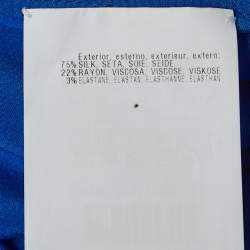 Exterior, esterno, exterieur, extern:
75% SILK, SETA, SOIE, SEIDE
22% RAYON, VISCOSA, VISCOSE, VISKOSE
3% ELASTANE, ELASTAN, ELASTHANNE, ELASTHAN